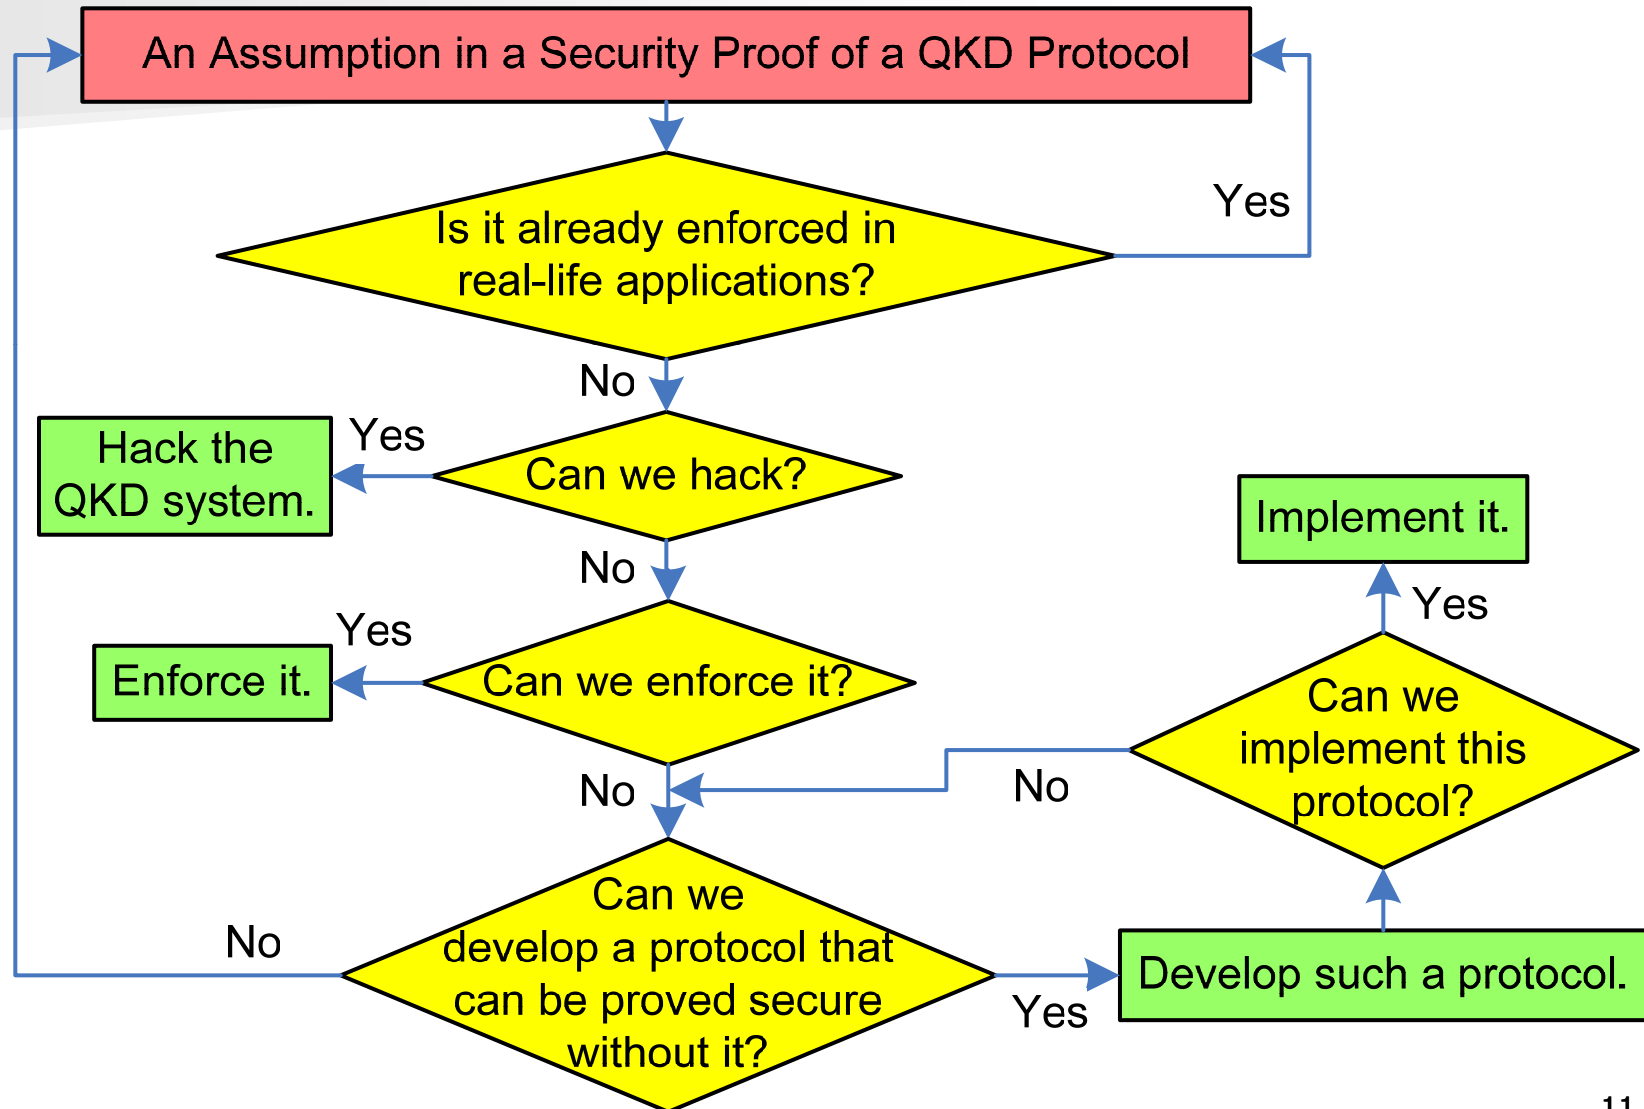 An Assumption in a Security Proof of a QKD Protocol
Yes
Is it already enforced in
real-life applications?
No
Hack the
QKD system.
Yes
Can we hack?
Implement it.
No
Yes
Yes
Enforce it.
Can we enforce it?
Can we
implement this
protocol?
No
No
Can we
develop a protocol that
can be proved secure
without it?
No
Yes
Develop such a protocol.
11